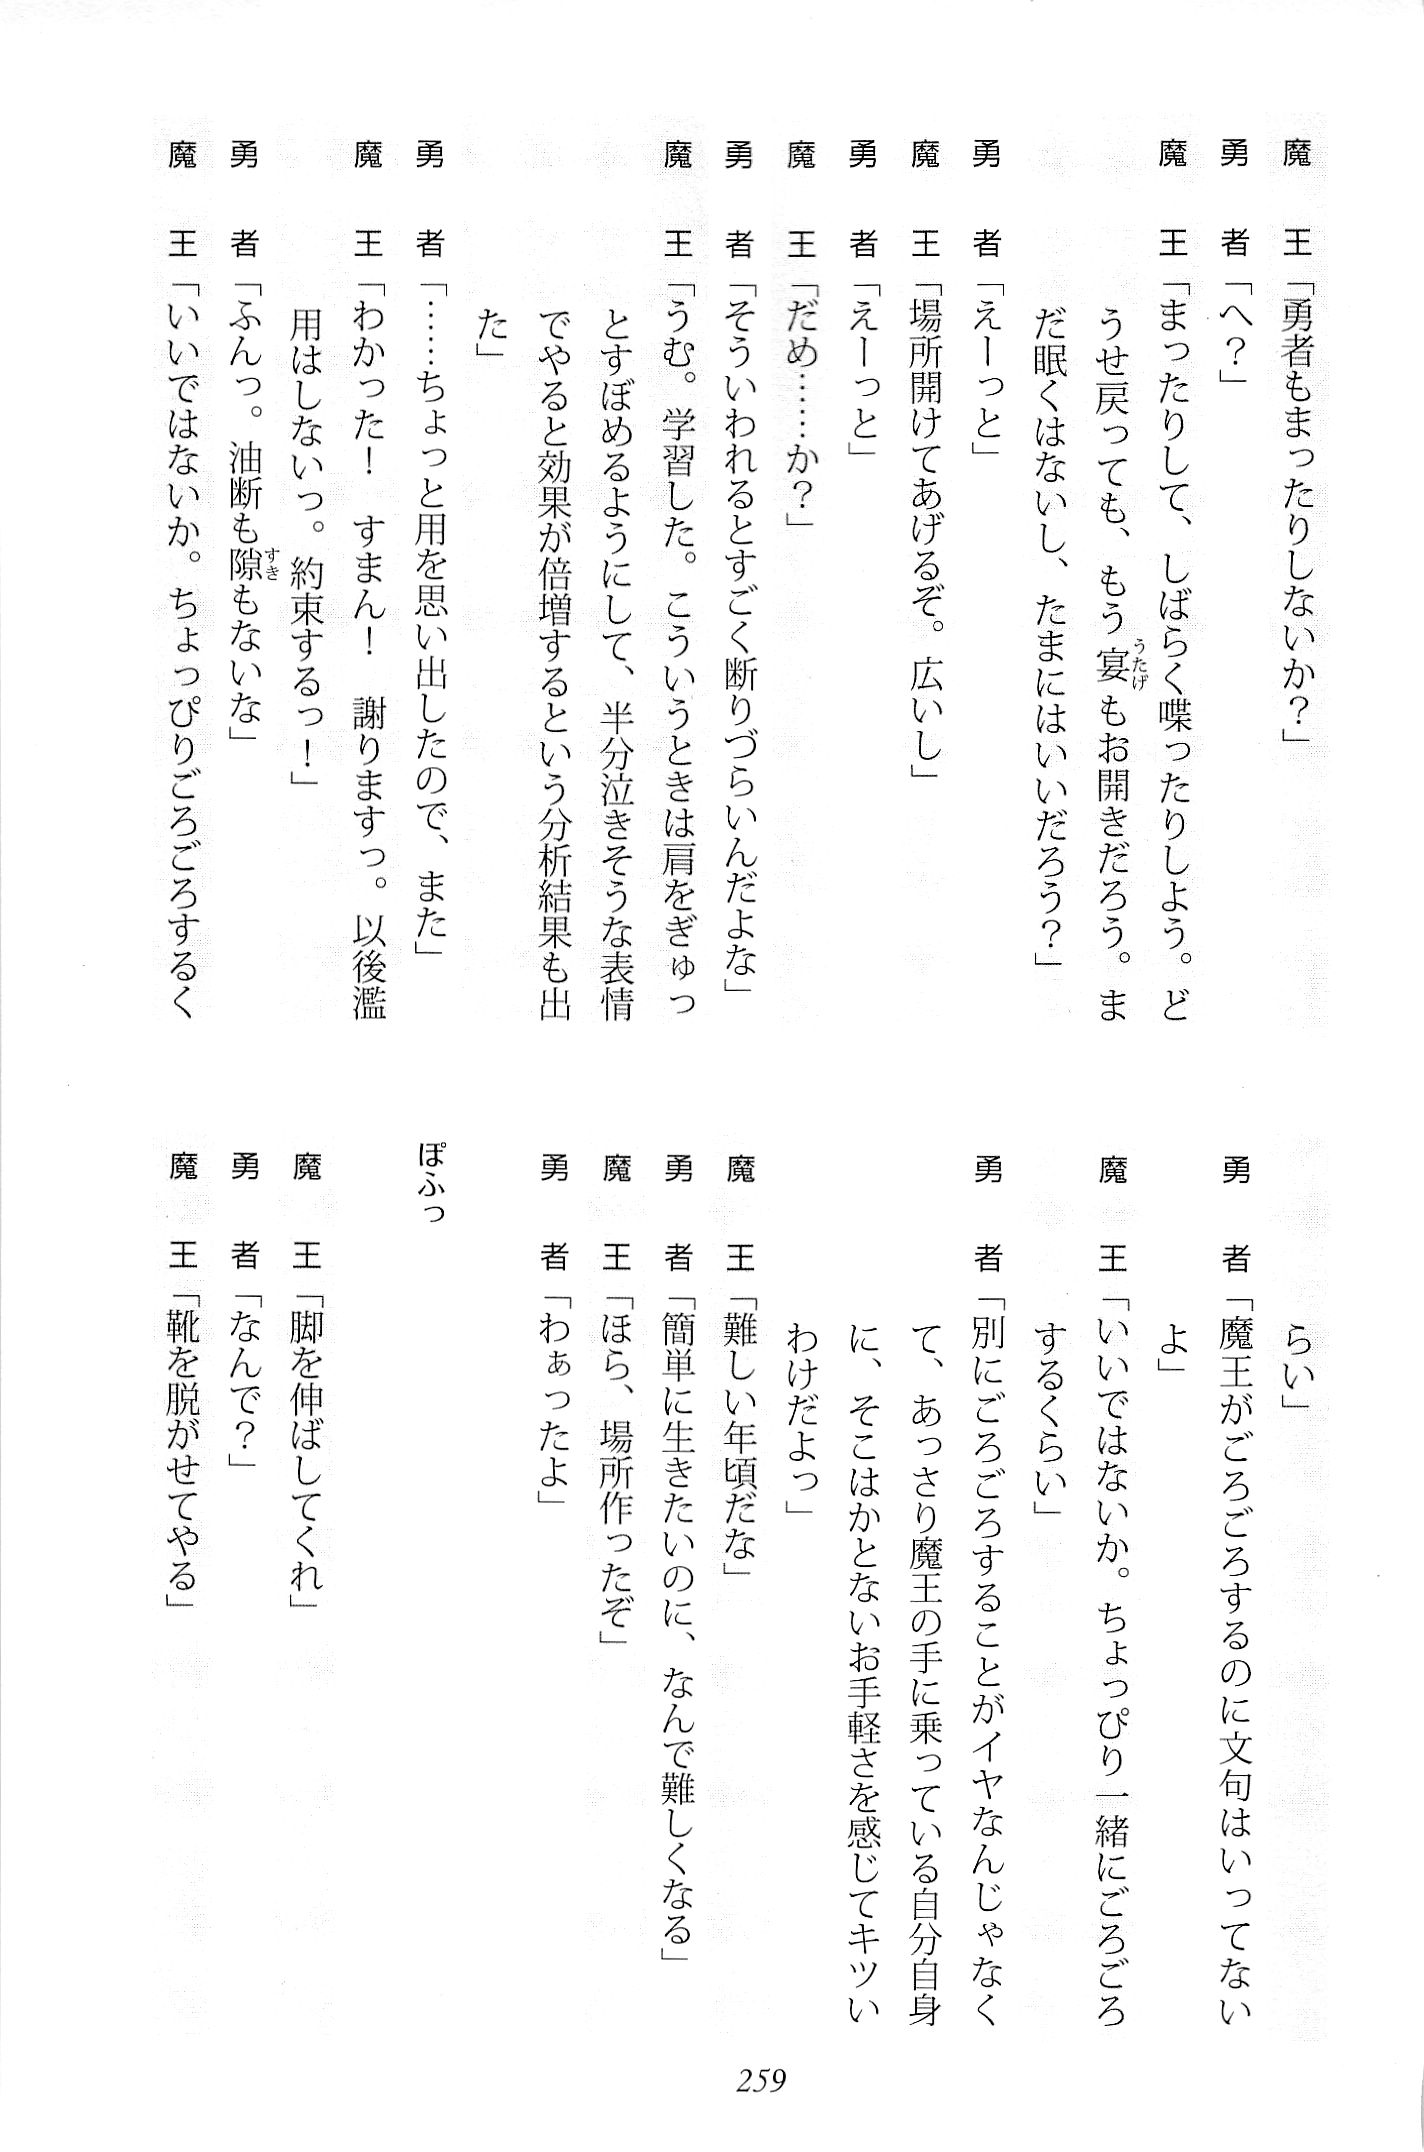 魔　王「勇者もまったりしないか？」
勇　者「へ？」
魔　王「まったりして、しばらく喋ったりしよう。ど
うせ戻っても、もう宴もお開きだろう。ま
うたげ
だ眠くはないし、たまにはいいだろう？」
勇　者「えーっと」
魔　王「場所開けてあげるぞ。広いし」
勇　者「えーっと」
魔　王「だめ……か？」
勇　者「そういわれるとすごく断りづらいんだよな」
魔　王「うむ。学習した。こういうときは肩をぎゅっ
とすぼめるようにして、半分泣きそうな表情
でやると効果が倍増するという分析結果も出
た」
勇　者「……ちょっと用を思い出したので、また」
魔　王「わかった！　すまん！　謝りますっ。以後濫
用はしないっ。約束するっ！」
勇　者「ふんっ。油断も隙もないな」
すき
魔　王「いいではないか。ちょっぴりごろごろするく
らい」
勇　者「魔王がごろごろするのに文句はいってない
よ」
魔　王「いいではないか。ちょっぴり一緒にごろごろ
するくらい」
勇　者「別にごろごろすることがイヤなんじゃなく
て、あっさり魔王の手に乗っている自分自身
に、そこはかとないお手軽さを感じてキツい
わけだよっ」
魔　王「難しい年頃だな」
勇　者「簡単に生きたいのに、なんで難しくなる」
魔　王「ほら、場所作ったぞ」
勇　者「わぁったよ」
ぽふっ
魔　王「脚を伸ばしてくれ」
勇　者「なんで？」
魔　王「靴を脱がせてやる」
259